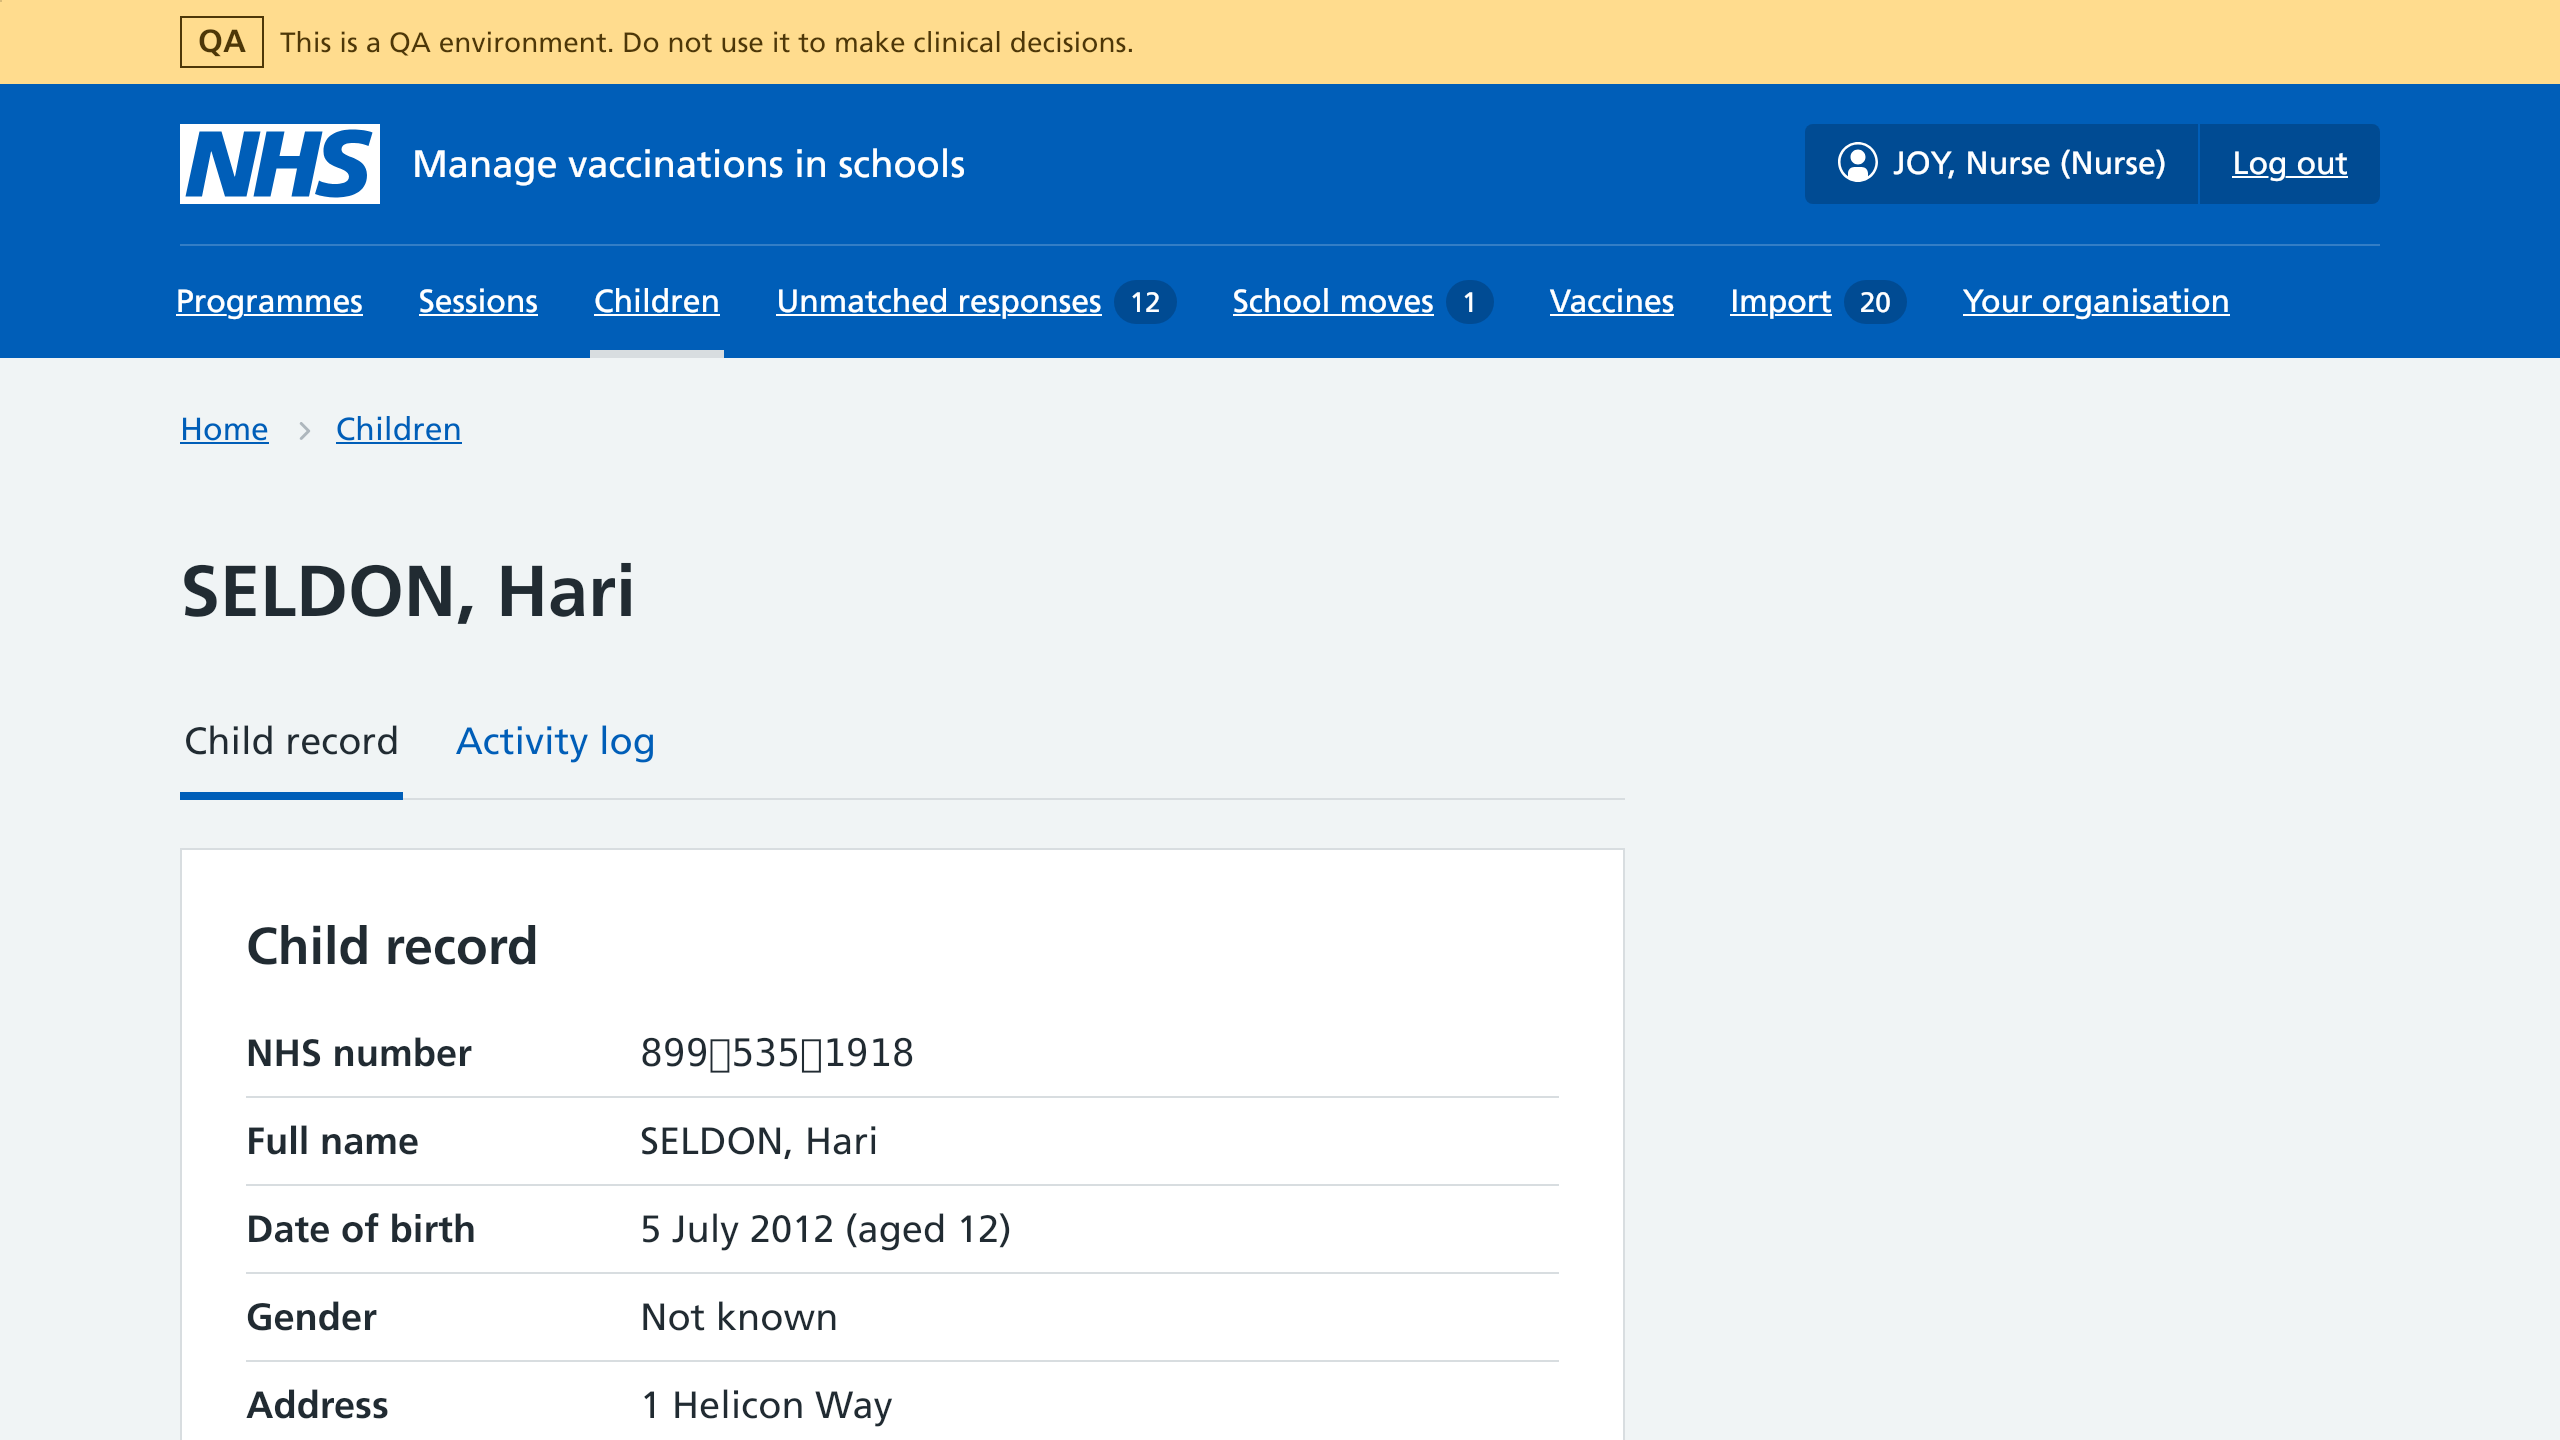 QA This is a QA environment. Do not use it to make clinical decisions.
NHS Manage vaccinations in schools JOY, Nurse (Nurse) Log out
Programmes Sessions Children Unmatched responses 12 School moves 1 Vaccines Import 20 Your organisation
Home Children
SELDON, Hari
Child record Activity log
Child record
NHS number 899▯535▯1918
Full name SELDON, Hari
Date of birth 5 July 2012 (aged 12)
Gender Not known
Address 1 Helicon Way